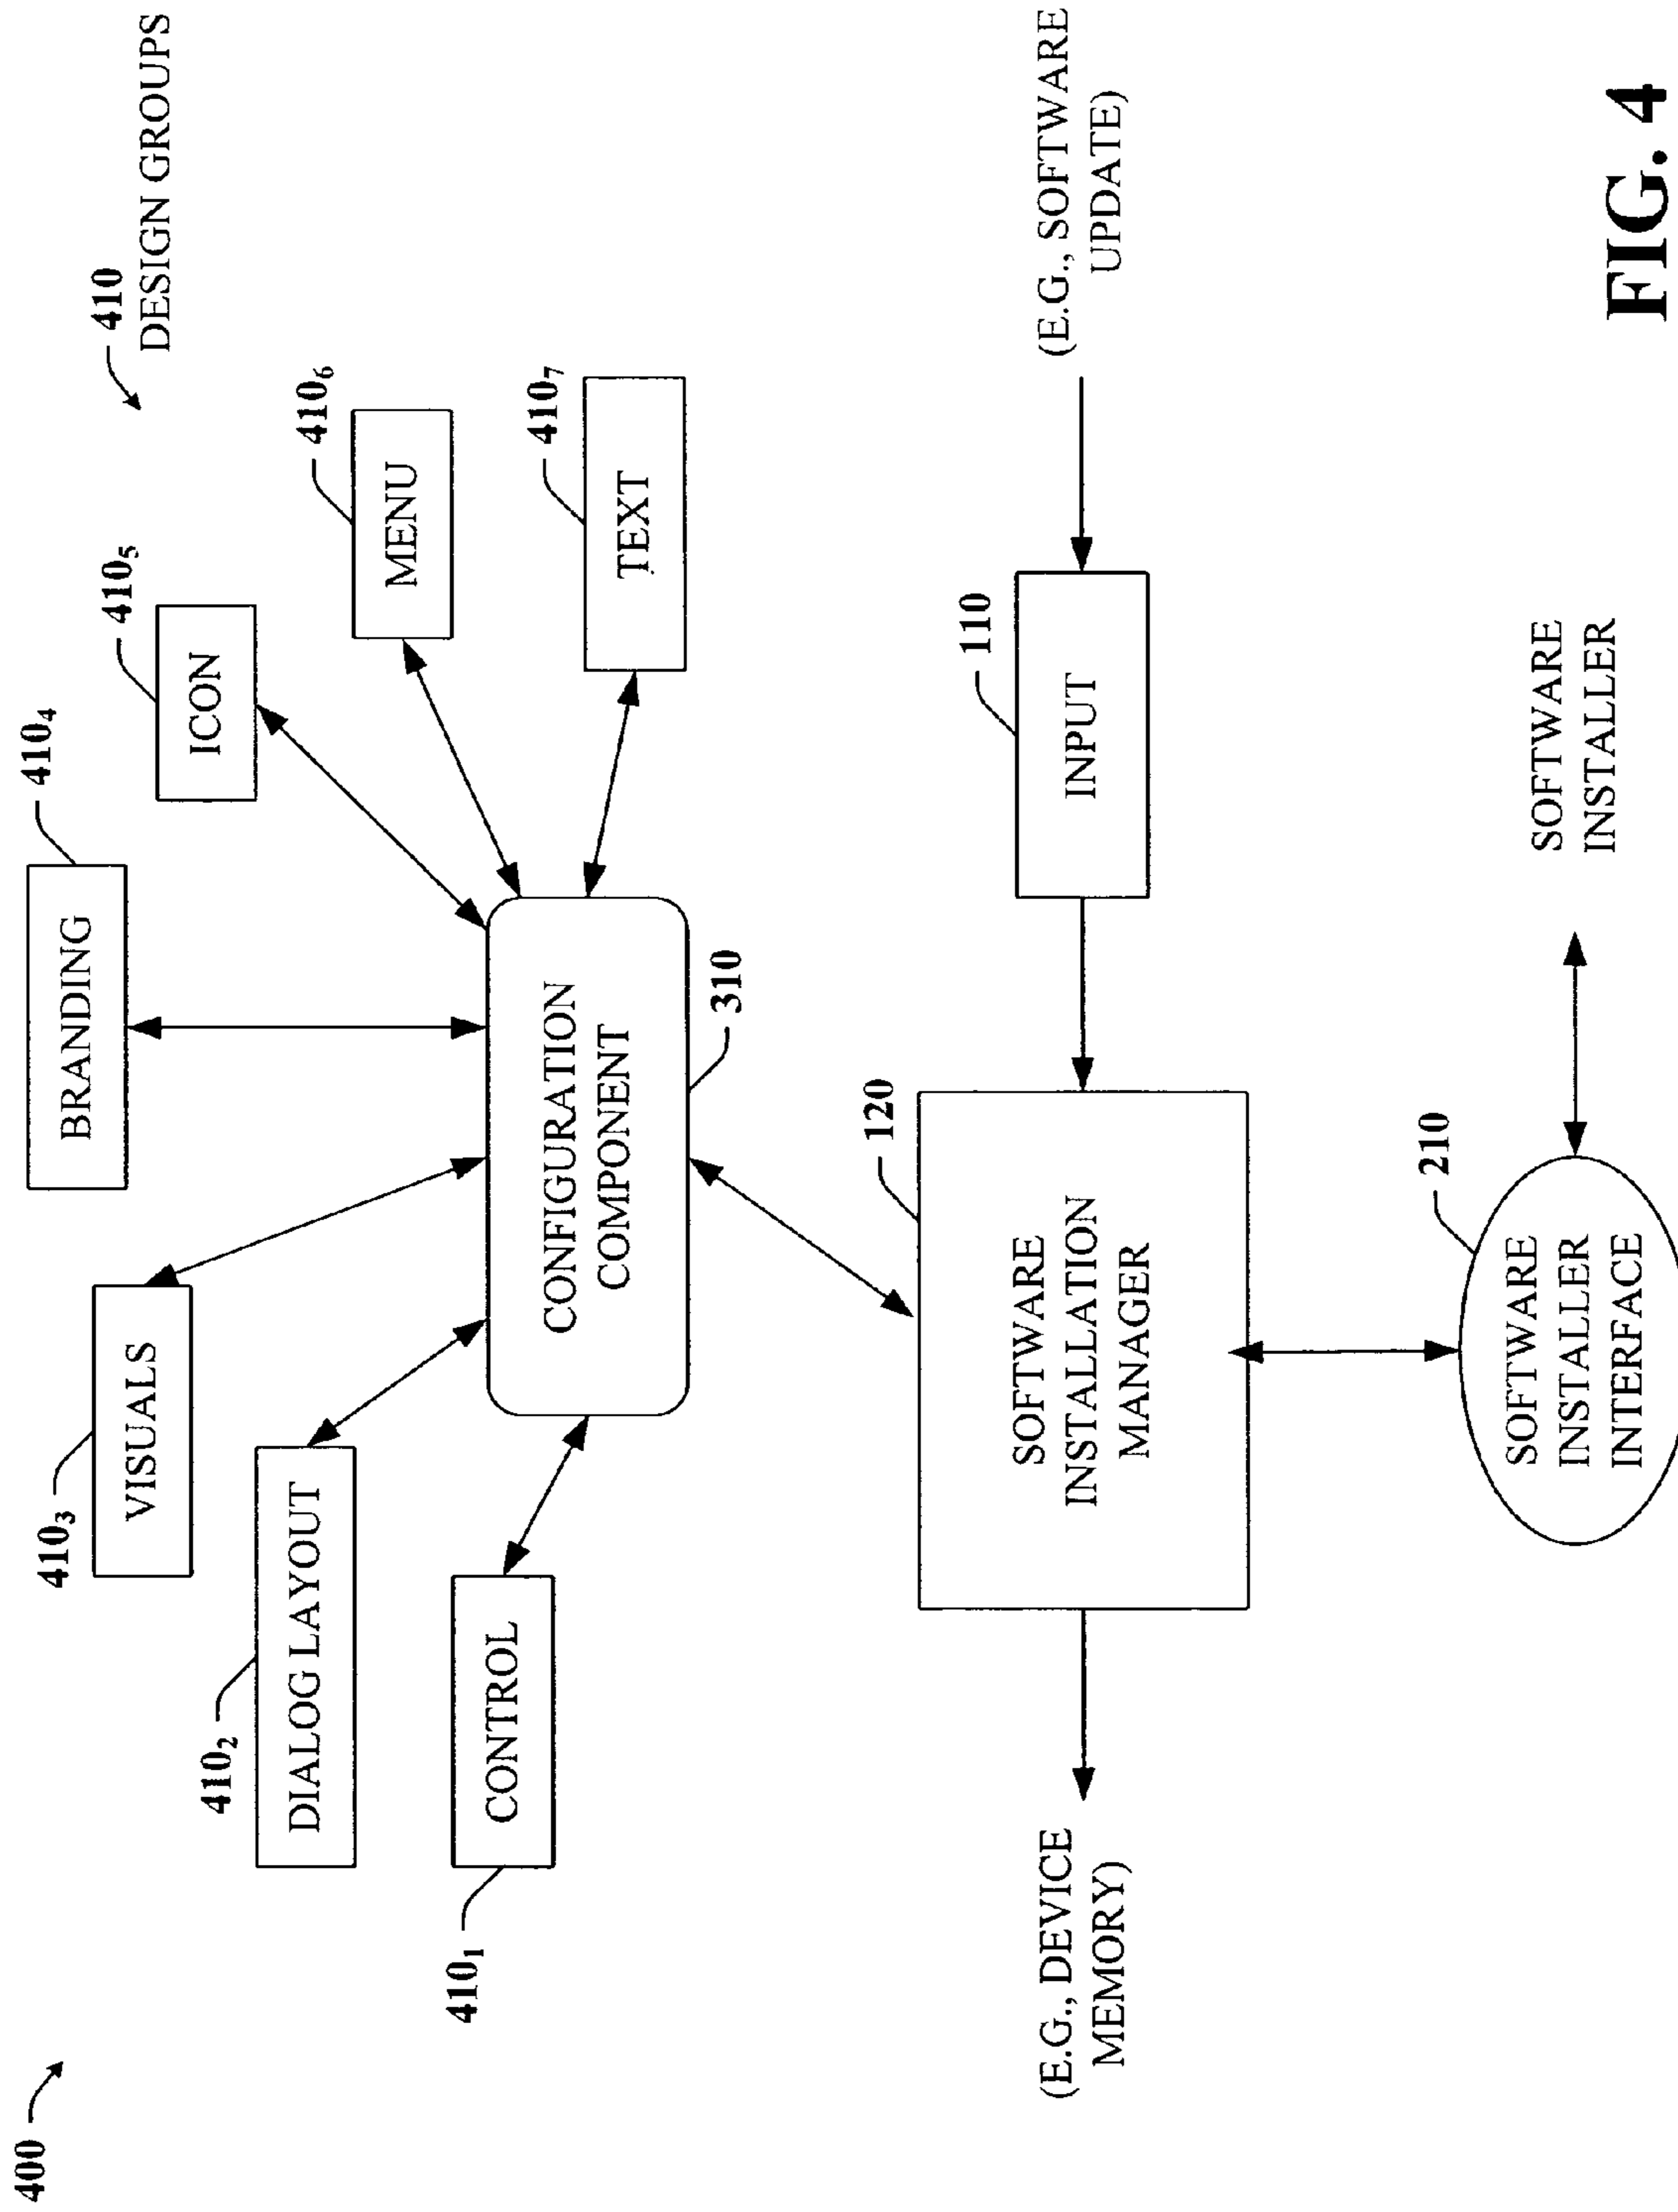 400
410
DESIGN GROUPS
410₄
BRANDING
410₃
VISUALS
410₅
ICON
410₂
DIALOG LAYOUT
410₆
MENU
410₁
CONTROL
410₇
TEXT
CONFIGURATION
COMPONENT
310
120
SOFTWARE
INSTALLATION
MANAGER
110
INPUT
(E.G., SOFTWARE
UPDATE)
(E.G., DEVICE
MEMORY)
210
SOFTWARE
INSTALLER
INTERFACE
SOFTWARE
INSTALLER
FIG. 4